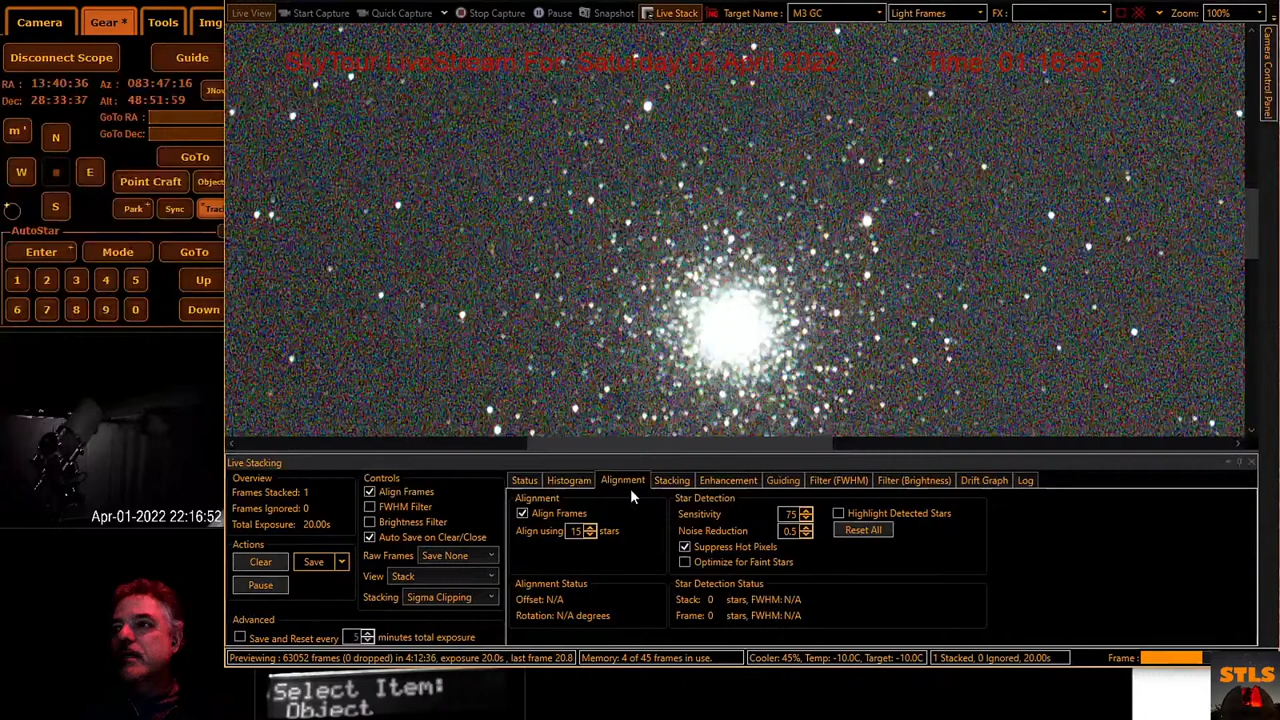 Camera Gear * Tools Img
Live View Start Capture Quick Capture Stop Capture Pause Snapshot Live Stack Target Name : M3 GC Light Frames FX : Zoom: 100%
Disconnect Scope Guide
RA : 13:40:36 Az : 083:47:16
Dec: 28:33:37 Alt: 48:51:59 JNow
GoTo RA :
GoTo Dec:
m '
N
W E
S
GoTo
Point Craft Object
Park Sync Track
AutoStar
Enter Mode GoTo
1 2 3 4 5 Up
6 7 8 9 0 Down
SkyTour LiveStream For: Saturday 02 April 2022 Time: 01:18:55
Camera Control Panel
Apr-01-2022 22:16:52
Live Stacking
Overview
Frames Stacked: 1
Frames Ignored: 0
Total Exposure: 20.00s
Actions
Clear Save
Pause
Advanced
Save and Reset every 5 minutes total exposure
Controls
Align Frames
FWHM Filter
Brightness Filter
Auto Save on Clear/Close
Raw Frames Save None
View Stack
Stacking Sigma Clipping
Status Histogram Alignment Stacking Enhancement Guiding Filter (FWHM) Filter (Brightness) Drift Graph Log
Alignment
Align Frames
Align using 15 stars
Star Detection
Sensitivity 75 Highlight Detected Stars
Noise Reduction 0.5 Reset All
Suppress Hot Pixels
Optimize for Faint Stars
Alignment Status
Offset: N/A
Rotation: N/A degrees
Star Detection Status
Stack: 0 stars, FWHM: N/A
Frame: 0 stars, FWHM: N/A
Previewing : 63052 frames (0 dropped) in 4:12:36, exposure 20.0s , last frame 20.8 Memory: 4 of 45 frames in use. Cooler: 45%, Temp: -10.0C, Target: -10.0C 1 Stacked, 0 Ignored, 20.00s Frame :
Select Item:
Object
STLS